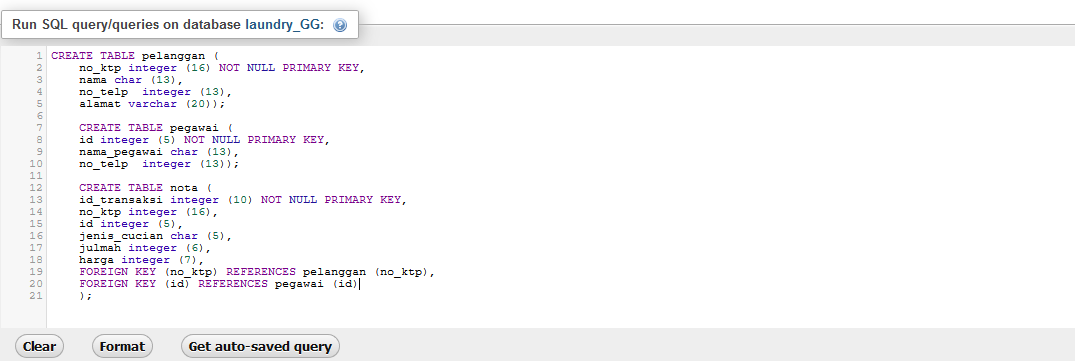 Run SQL query/queries on database laundry_GG:
1 CREATE TABLE pelanggan (
2 no_ktp integer (16) NOT NULL PRIMARY KEY,
3 nama char (13),
4 no_telp  integer (13),
5 alamat varchar (20));
6
7 CREATE TABLE pegawai (
8 id integer (5) NOT NULL PRIMARY KEY,
9 nama_pegawai char (13),
10 no_telp  integer (13));
11
12 CREATE TABLE nota (
13 id_transaksi integer (10) NOT NULL PRIMARY KEY,
14 no_ktp integer (16),
15 id integer (5),
16 jenis_cucian char (5),
17 julmah integer (6),
18 harga integer (7),
19 FOREIGN KEY (no_ktp) REFERENCES pelanggan (no_ktp),
20 FOREIGN KEY (id) REFERENCES pegawai (id)
21 );
Clear Format Get auto-saved query